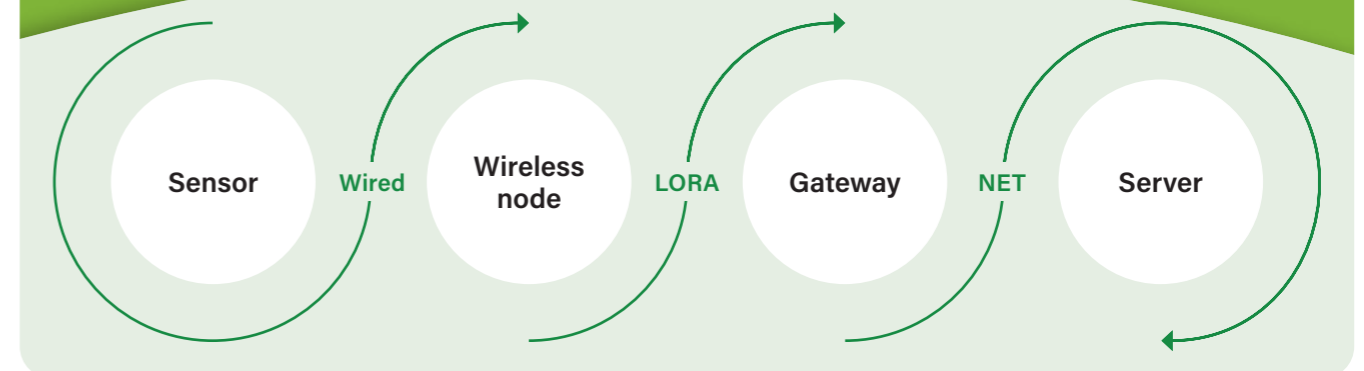 Sensor
Wired
Wireless
node
LORA
Gateway
NET
Server